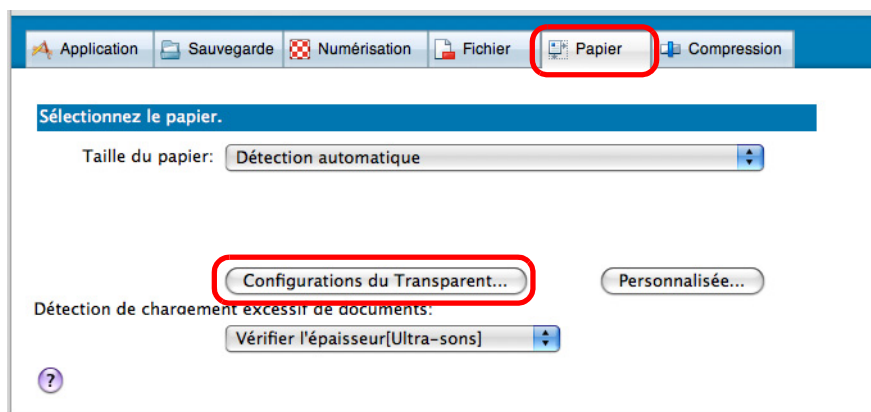 Application Sauvegarde Numérisation Fichier Papier Compression
Sélectionnez le papier.
Taille du papier: Détection automatique
Configurations du Transparent... Personnalisée...
Détection de chargement excessif de documents:
Vérifier l'épaisseur[Ultra-sons]
?